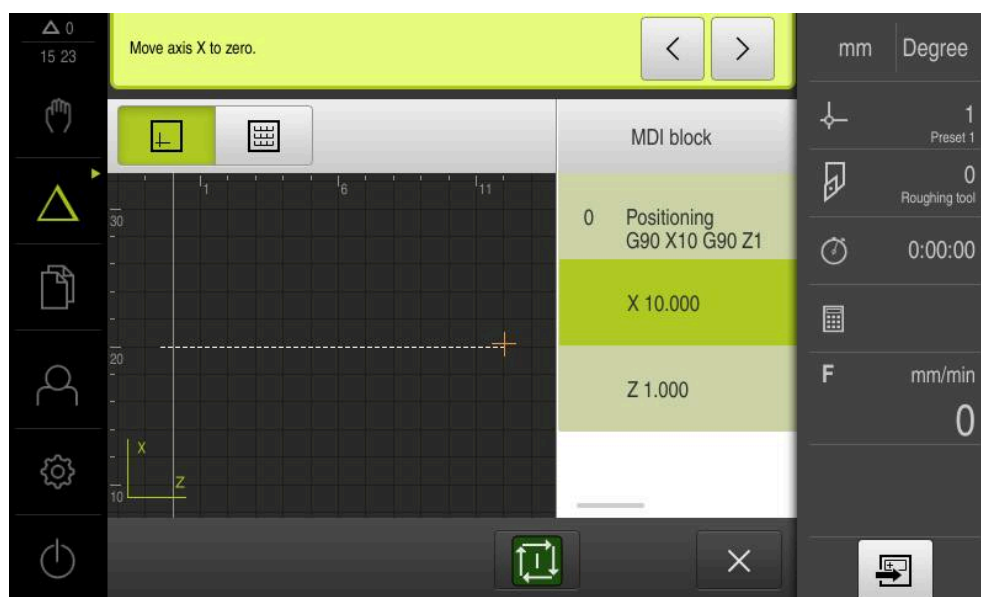 0
15 23
Move axis X to zero.
mm Degree
1
Preset 1
0
Roughing tool
0:00:00
F mm/min
0
MDI block
0 Positioning
G90 X10 G90 Z1
X 10.000
Z 1.000
1 6 11
30
20
10
X
Z